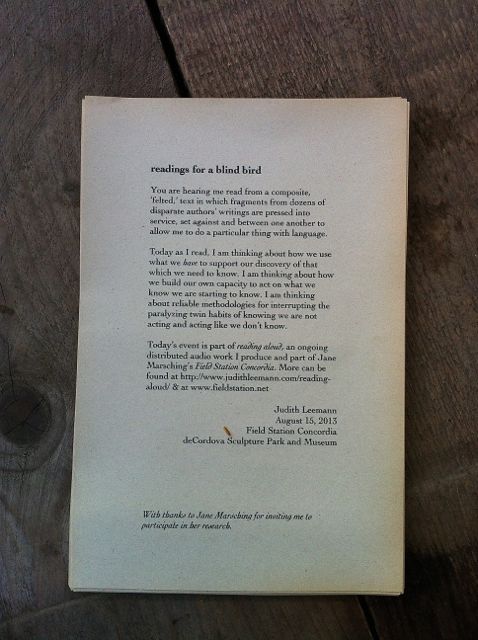 readings for a blind bird
You are hearing me read from a composite,
'felted,' text in which fragments from dozens of
disparate authors' writings are pressed into
service, set against and between one another to
allow me to do a particular thing with language.
Today as I read, I am thinking about how we use
what we have to support our discovery of that
which we need to know. I am thinking about how
we build our own capacity to act on what we
know we are starting to know. I am thinking
about reliable methodologies for interrupting the
paralyzing twin habits of knowing we are not
acting and acting like we don't know.
Today's event is part of reading aloud, an ongoing
distributed audio work I produce and part of Jane
Marsching's Field Station Concordia. More can be
found at http://www.judithleemann.com/reading-
aloud/ & at www.fieldstation.net
Judith Leemann
August 15, 2013
Field Station Concordia
deCordova Sculpture Park and Museum
With thanks to Jane Marsching for inviting me to
participate in her research.